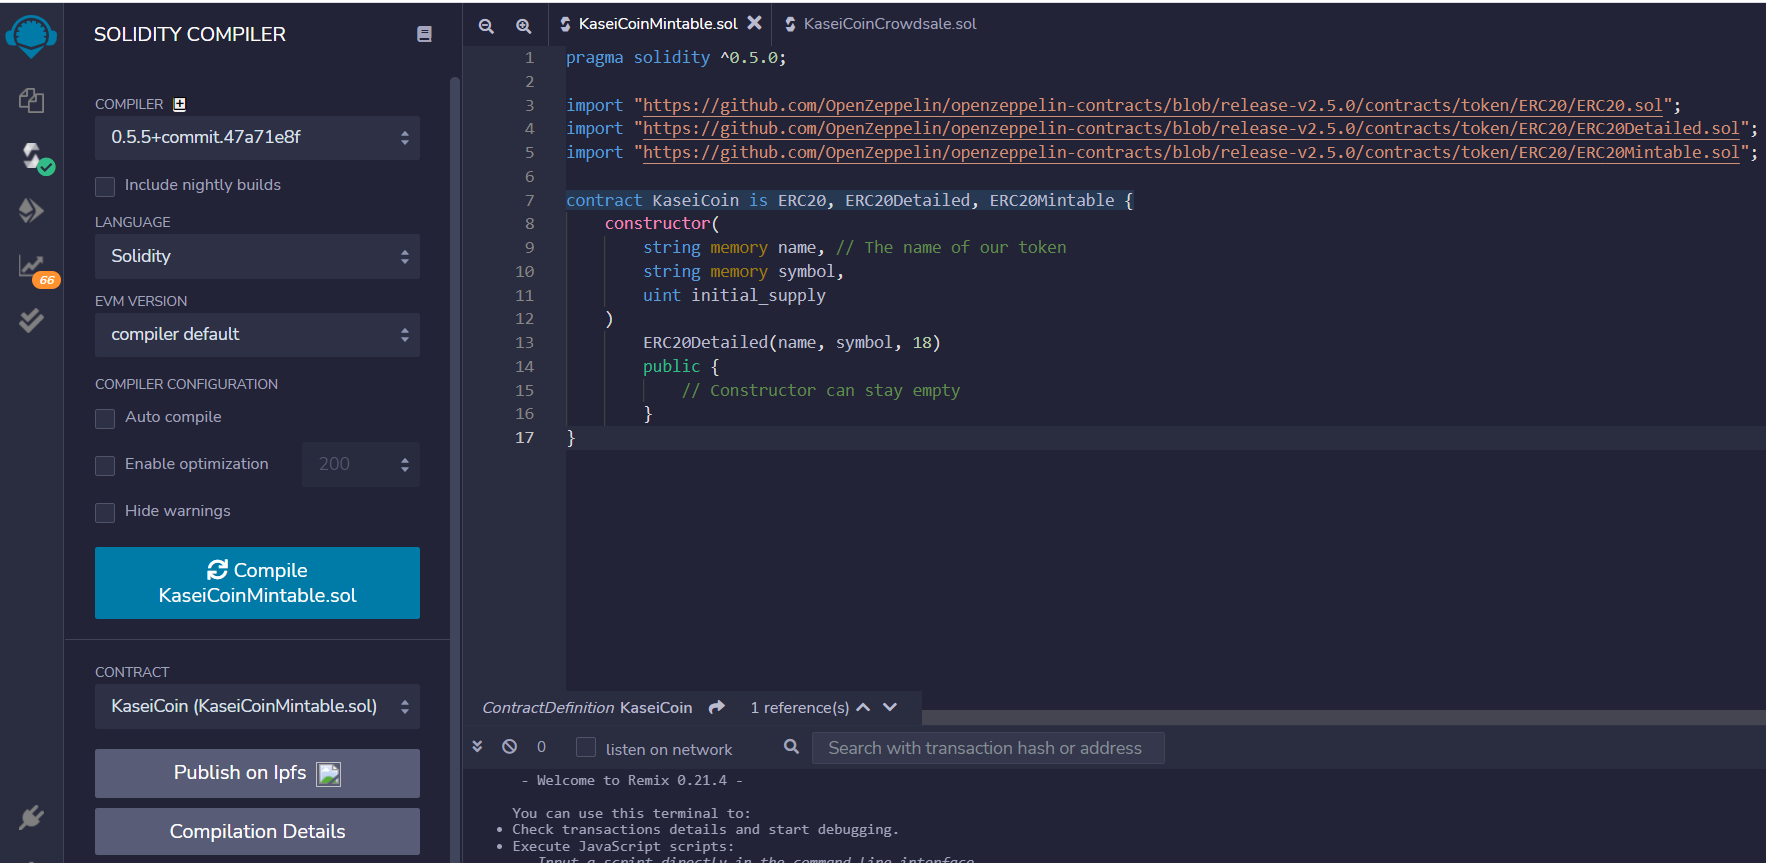 SOLIDITY COMPILER
COMPILER
0.5.5+commit.47a71e8f
Include nightly builds
LANGUAGE
Solidity
EVM VERSION
compiler default
COMPILER CONFIGURATION
Auto compile
Enable optimization 200
Hide warnings
Compile
KaseiCoinMintable.sol
CONTRACT
KaseiCoin (KaseiCoinMintable.sol)
Publish on Ipfs
Compilation Details
66
KaseiCoinMintable.sol KaseiCoinCrowdsale.sol
1 pragma solidity ^0.5.0;
2
3 import "https://github.com/OpenZeppelin/openzeppelin-contracts/blob/release-v2.5.0/contracts/token/ERC20/ERC20.sol";
4 import "https://github.com/OpenZeppelin/openzeppelin-contracts/blob/release-v2.5.0/contracts/token/ERC20/ERC20Detailed.sol";
5 import "https://github.com/OpenZeppelin/openzeppelin-contracts/blob/release-v2.5.0/contracts/token/ERC20/ERC20Mintable.sol";
6
7 contract KaseiCoin is ERC20, ERC20Detailed, ERC20Mintable {
8 constructor(
9 string memory name, // The name of our token
10 string memory symbol,
11 uint initial_supply
12 )
13 ERC20Detailed(name, symbol, 18)
14 public {
15 // Constructor can stay empty
16 }
17 }
ContractDefinition KaseiCoin 1 reference(s)
0 listen on network Search with transaction hash or address
- Welcome to Remix 0.21.4 -
You can use this terminal to:
• Check transactions details and start debugging.
• Execute JavaScript scripts:
- Input a script directly in the command line interface